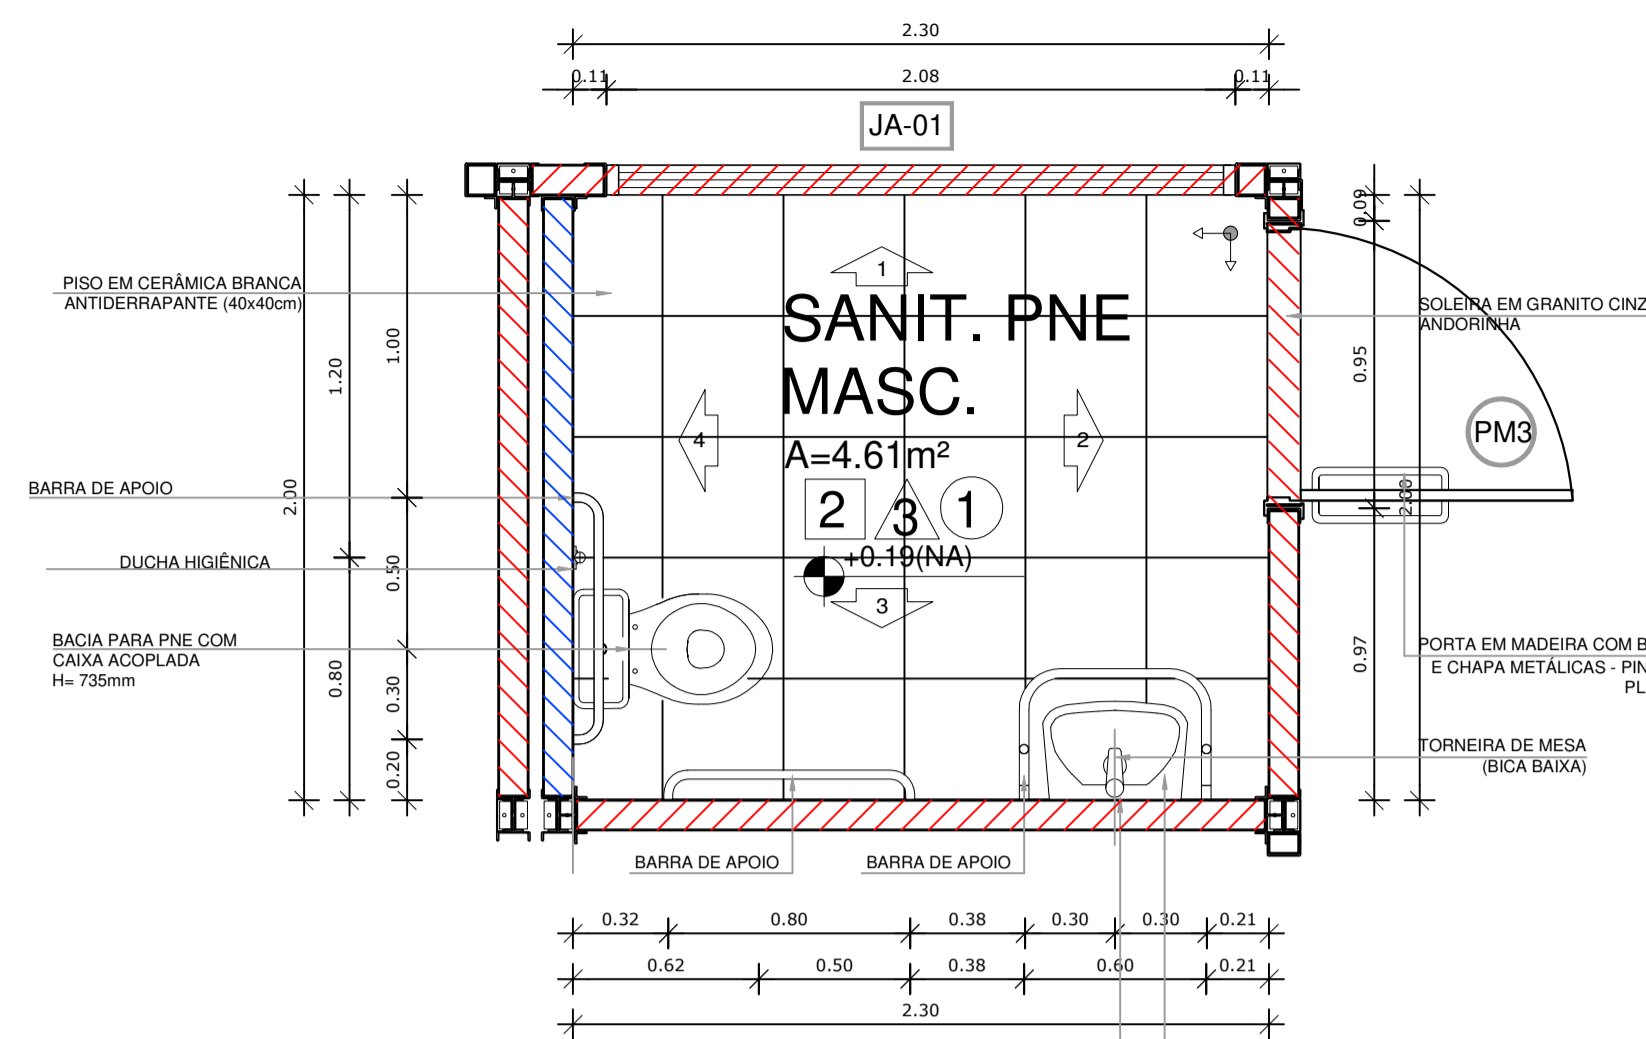 2.30
0.11
2.08
0.11
JA-01
0.09
PISO EM CERÂMICA BRANCA
ANTIDERRAPANTE (40x40cm)
1
SANIT. PNE
MASC.
A=4.61m²
2
3
1
+0.19(NA)
3
4
2
SOLEIRA EM GRANITO CINZ
ANDORINHA
1.00
1.20
2.00
0.95
PM3
2.00
BARRA DE APOIO
DUCHA HIGIÊNICA
0.50
BACIA PARA PNE COM
CAIXA ACOPLADA
H= 735mm
0.80
0.30
0.20
0.97
PORTA EM MADEIRA COM B
E CHAPA METÁLICAS - PIN
PL
TORNEIRA DE MESA
(BICA BAIXA)
BARRA DE APOIO
BARRA DE APOIO
0.32
0.80
0.38
0.30
0.30
0.21
0.62
0.50
0.38
0.60
0.21
2.30